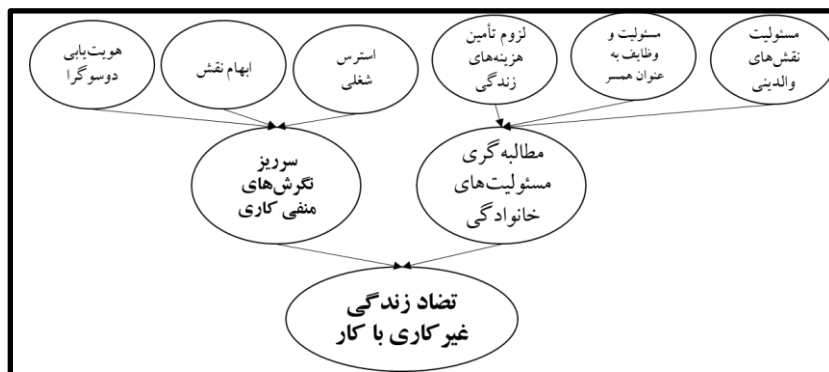 مسئولیت
نقش‌های
والدینی
مسئولیت و
وظایف به
عنوان همسر
لزوم تأمین
هزینه‌های
زندگی
استرس
شغلی
ابهام نقش
هویت‌یابی
دوسوگرا
مطالبه‌گری
مسئولیت‌های
خانوادگی
سرریز
نگرش‌های
منفی کاری
تضاد زندگی
غیرکاری با کار